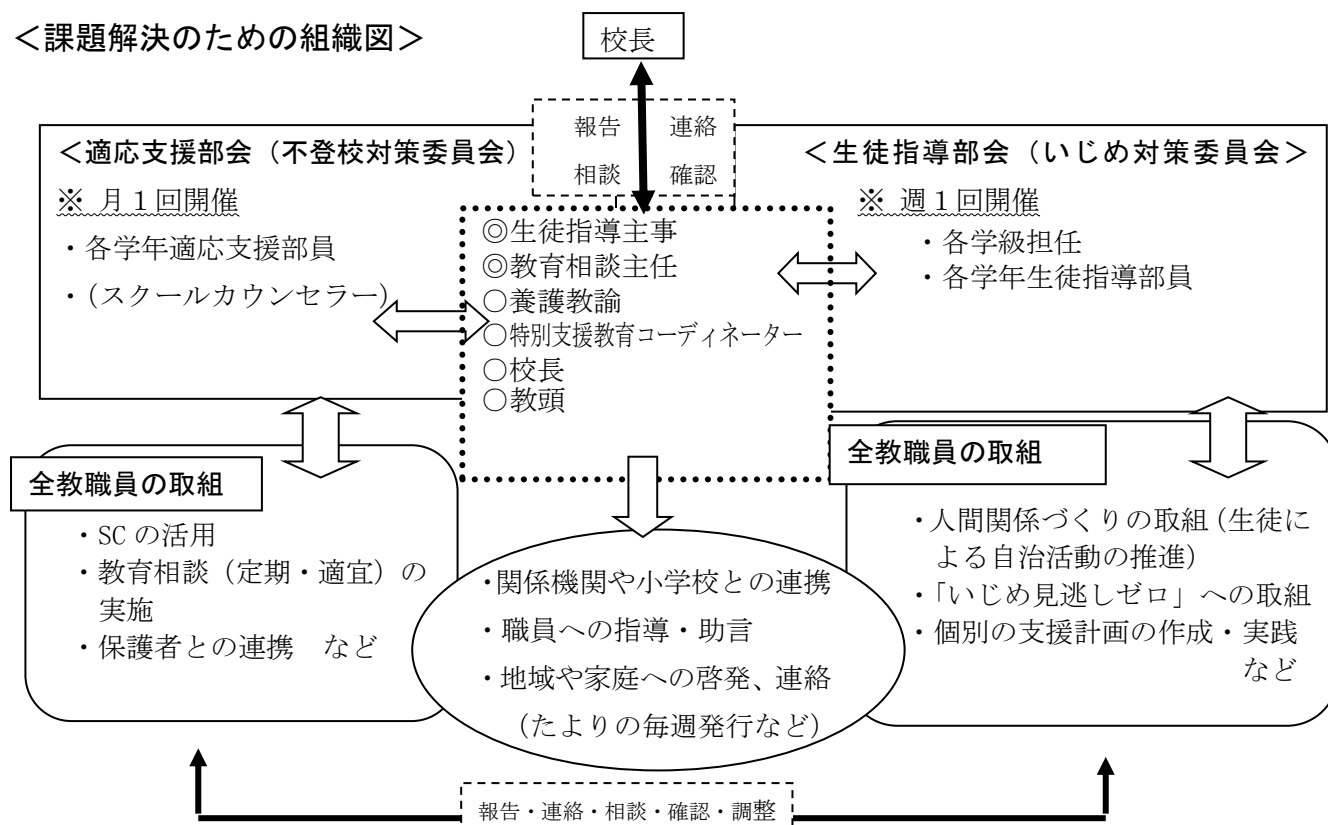 ＜課題解決のための組織図＞
校長
報告　連絡
相談　確認
＜適応支援部会（不登校対策委員会）
※ 月１回開催
・各学年適応支援部員
・(スクールカウンセラー)
◎生徒指導主事
◎教育相談主任
○養護教諭
○特別支援教育コーディネーター
○校長
○教頭
＜生徒指導部会（いじめ対策委員会＞
※ 週１回開催
・各学級担任
・各学年生徒指導部員
全教職員の取組
・SC の活用
・教育相談（定期・適宜）の
実施
・保護者との連携　など
・関係機関や小学校との連携
・職員への指導・助言
・地域や家庭への啓発、連絡
（たよりの毎週発行など）
全教職員の取組
・人間関係づくりの取組(生徒に
よる自治活動の推進）
・「いじめ見逃しゼロ」への取組
・個別の支援計画の作成・実践
など
報告・連絡・相談・確認・調整